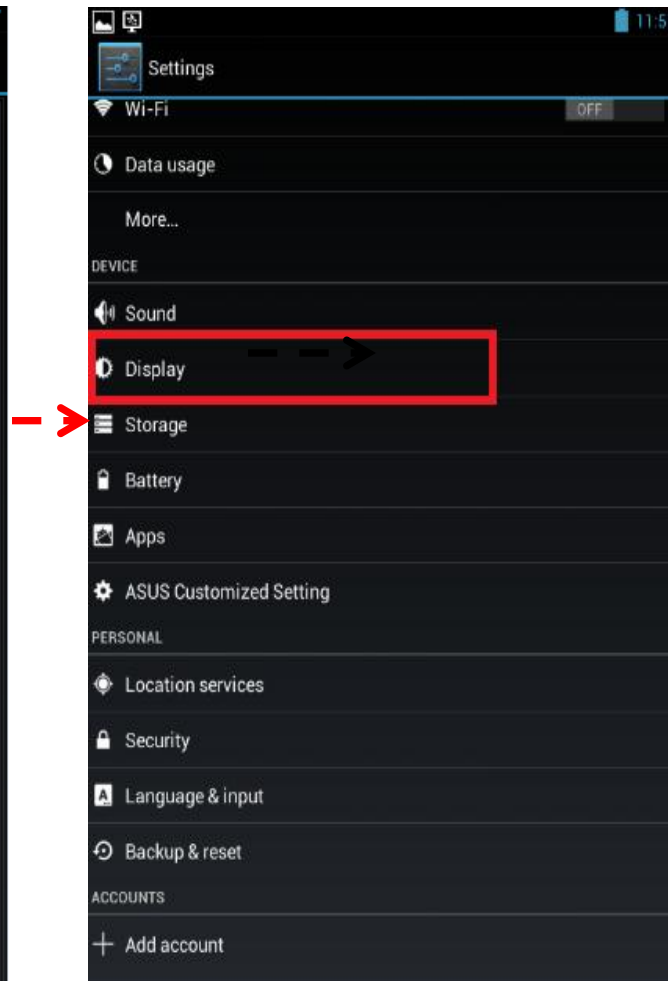 11:5
Settings
Wi-Fi
OFF
Data usage
More...
DEVICE
Sound
Display
Storage
Battery
Apps
ASUS Customized Setting
PERSONAL
Location services
Security
Language & input
Backup & reset
ACCOUNTS
Add account